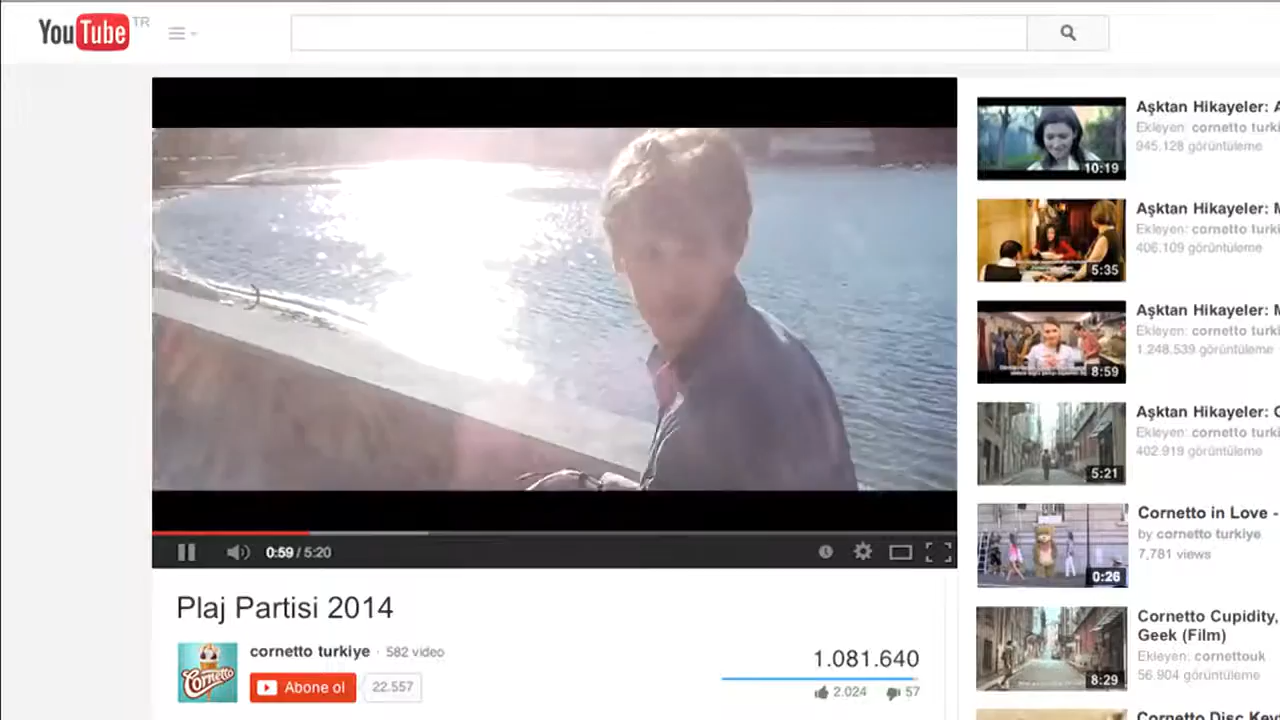 YouTube TR
Aşktan Hikayeler: A
Ekleyen: cornetto turki
945.128 görüntüleme
10:19
Aşktan Hikayeler: M
Ekleyen: cornetto turki
406.109 görüntüleme
5:35
Aşktan Hikayeler: M
Ekleyen: cornetto turki
1.248.539 görüntüleme
8:59
Aşktan Hikayeler: C
Ekleyen: cornetto turki
402.919 görüntüleme
5:21
Cornetto in Love -
by cornetto turkiye
7,781 views
0:26
Cornetto Cupidity,
Geek (Film)
Ekleyen: cornettouk
56.904 görüntüleme
8:29
Cornetto Disc Key
0:59 / 5:20
Plaj Partisi 2014
cornetto turkiye · 582 video
Cornetto
Abone ol 22.557
1.081.640
2.024 57